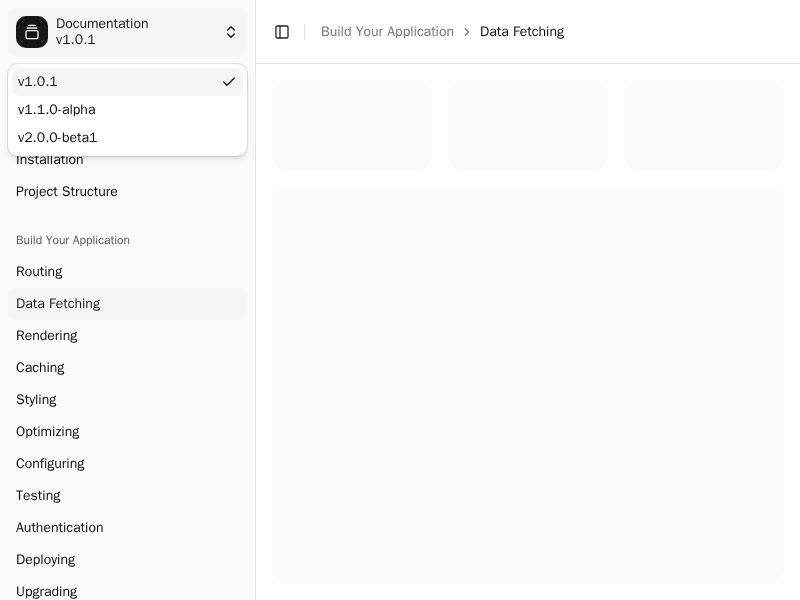 Documentation
v1.0.1
v1.0.1
v1.1.0-alpha
v2.0.0-beta1
Installation
Project Structure
Build Your Application
Routing
Data Fetching
Rendering
Caching
Styling
Optimizing
Configuring
Testing
Authentication
Deploying
Upgrading
Build Your Application > Data Fetching